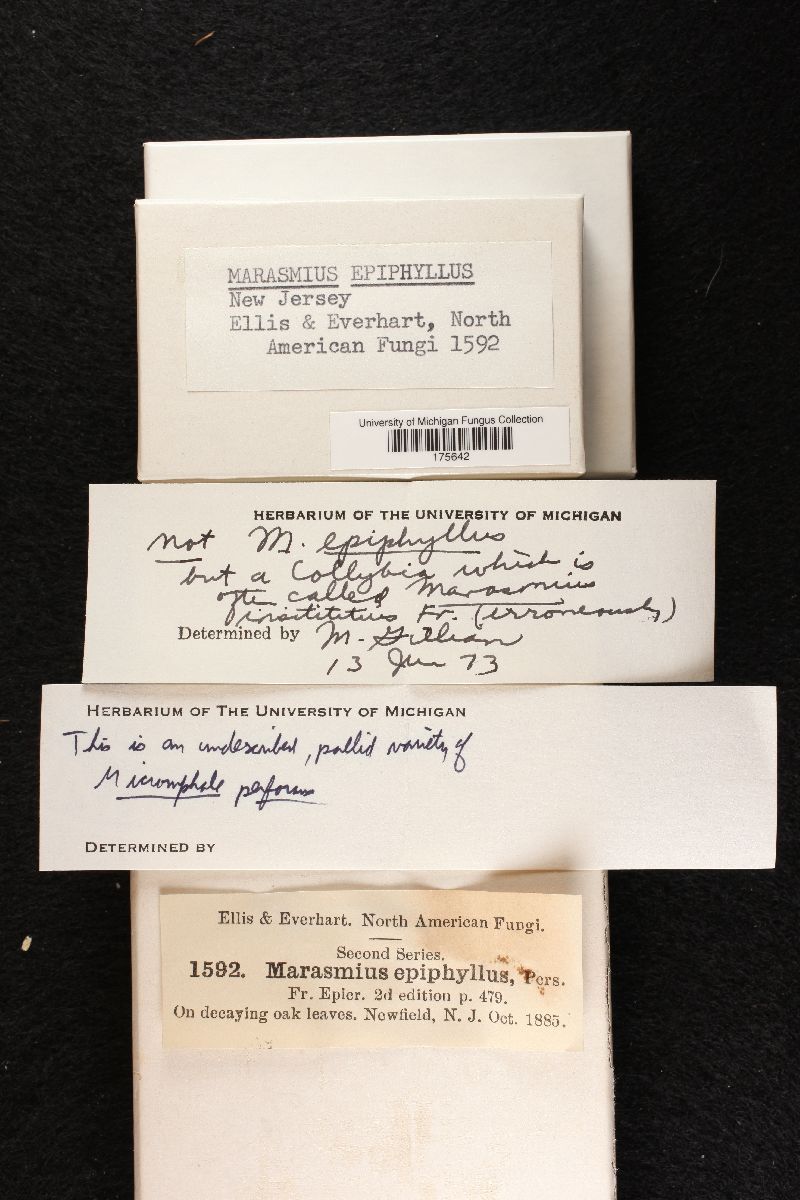 MARASMIUS EPIPHYLLUS
New Jersey
Ellis & Everhart, North
American Fungi 1592
University of Michigan Fungus Collection
175642
HERBARIUM OF THE UNIVERSITY OF MICHIGAN
not M. epiphyllus
but a Collybia which is
often called Marasmius
instititius Fr. (irroneously)
Determined by M. Gillian
13 Jun 73
HERBARIUM OF THE UNIVERSITY OF MICHIGAN
This is an undescribed, pallid variety of
Micromphale perforans
DETERMINED BY
Ellis & Everhart. North American Fungi.
Second Series.
1592. Marasmius epiphyllus, Pers.
Fr. Epicr. 2d edition p. 479.
On decaying oak leaves. Newfield, N. J. Oct. 1885.